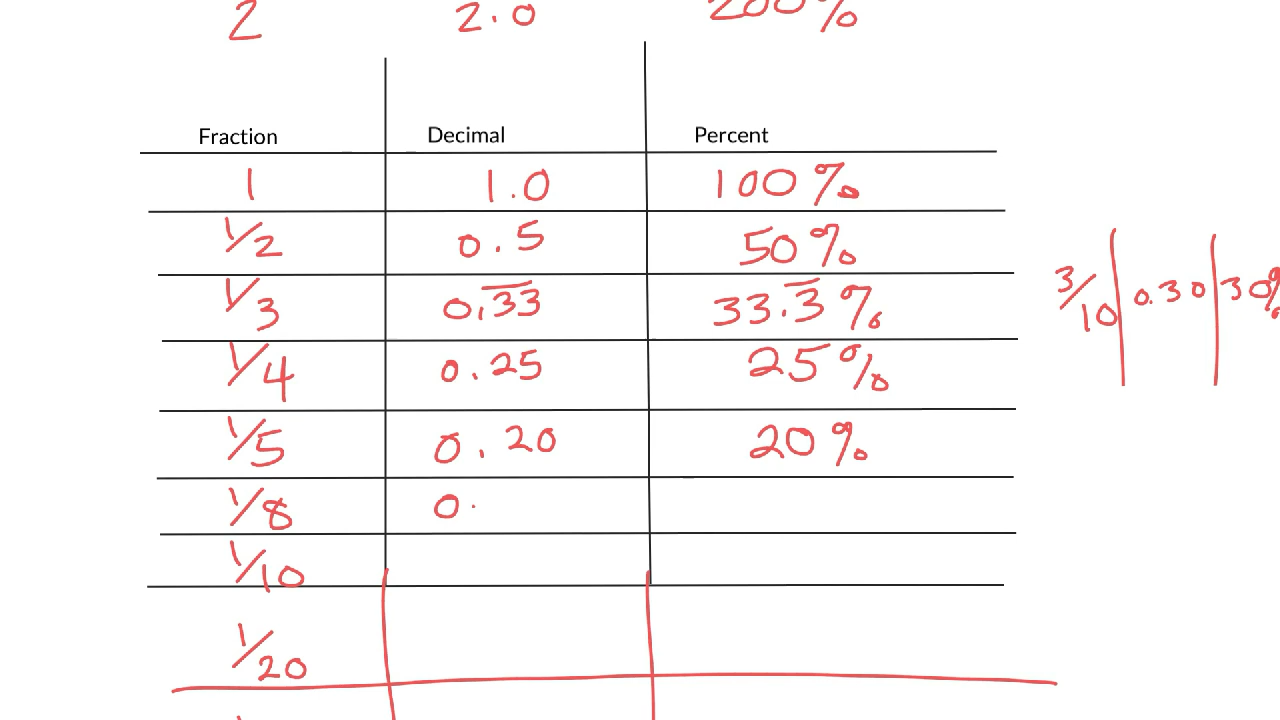 2 2.0 200%
Fraction Decimal Percent
1 1.0 100%
1/2 0.5 50%
1/3 0.3̅3̅ 33.3̅%
1/4 0.25 25%
1/5 0.20 20%
1/8 0.
1/10
1/20
3/10 0.30 30%